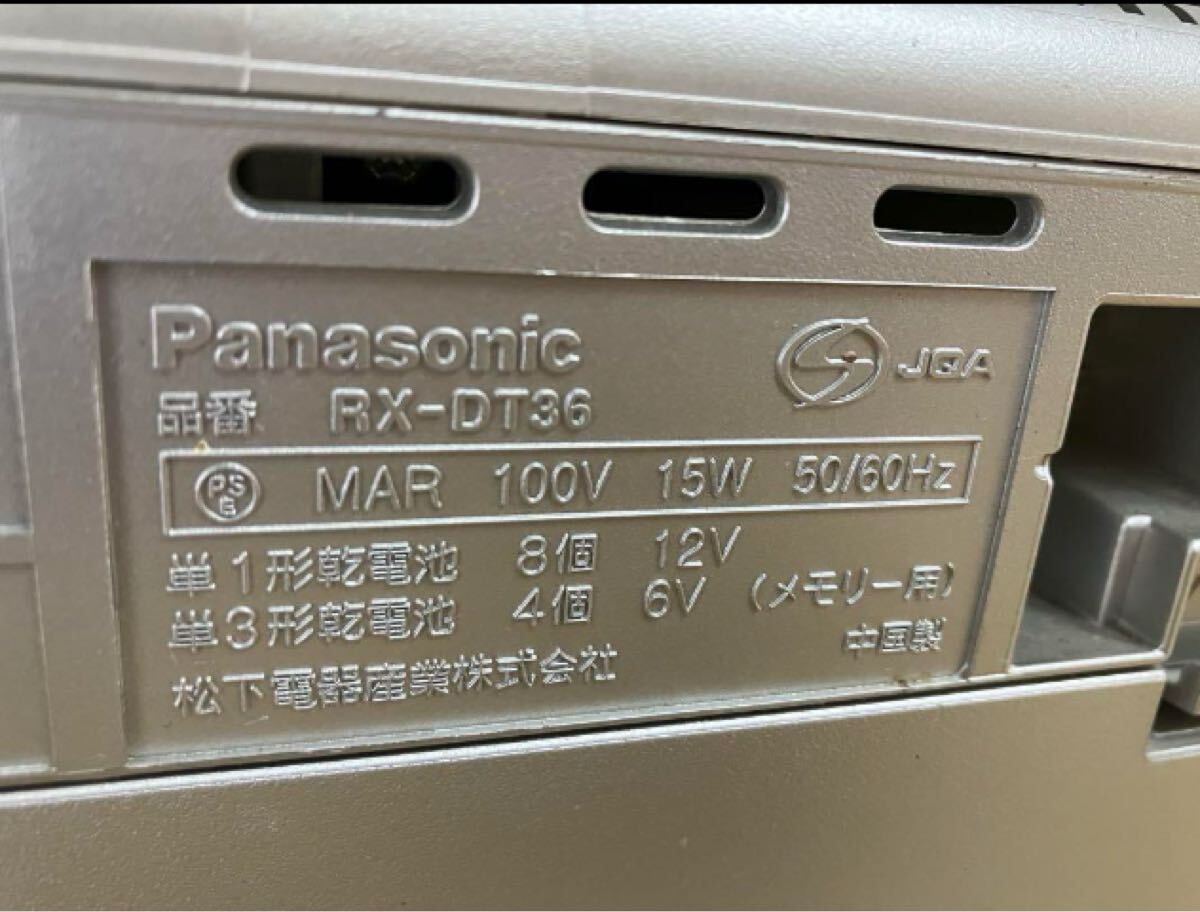 Panasonic
JQA
品番 RX-DT36
PSE MAR 100V 15W 50/60Hz
単1形乾電池 8個 12V
単3形乾電池 4個 6V (メモリー用)
松下電器産業株式会社 中国製